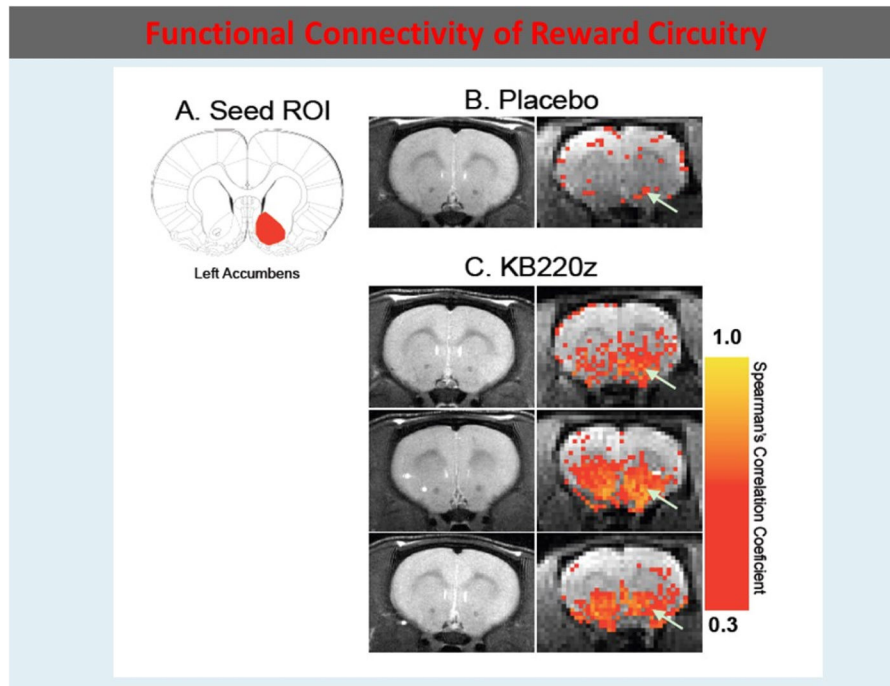 Functional Connectivity of Reward Circuitry
A. Seed ROI
Left Accumbens
B. Placebo
C. KB220z
1.0
Spearman's Correlation Coeficient
0.3